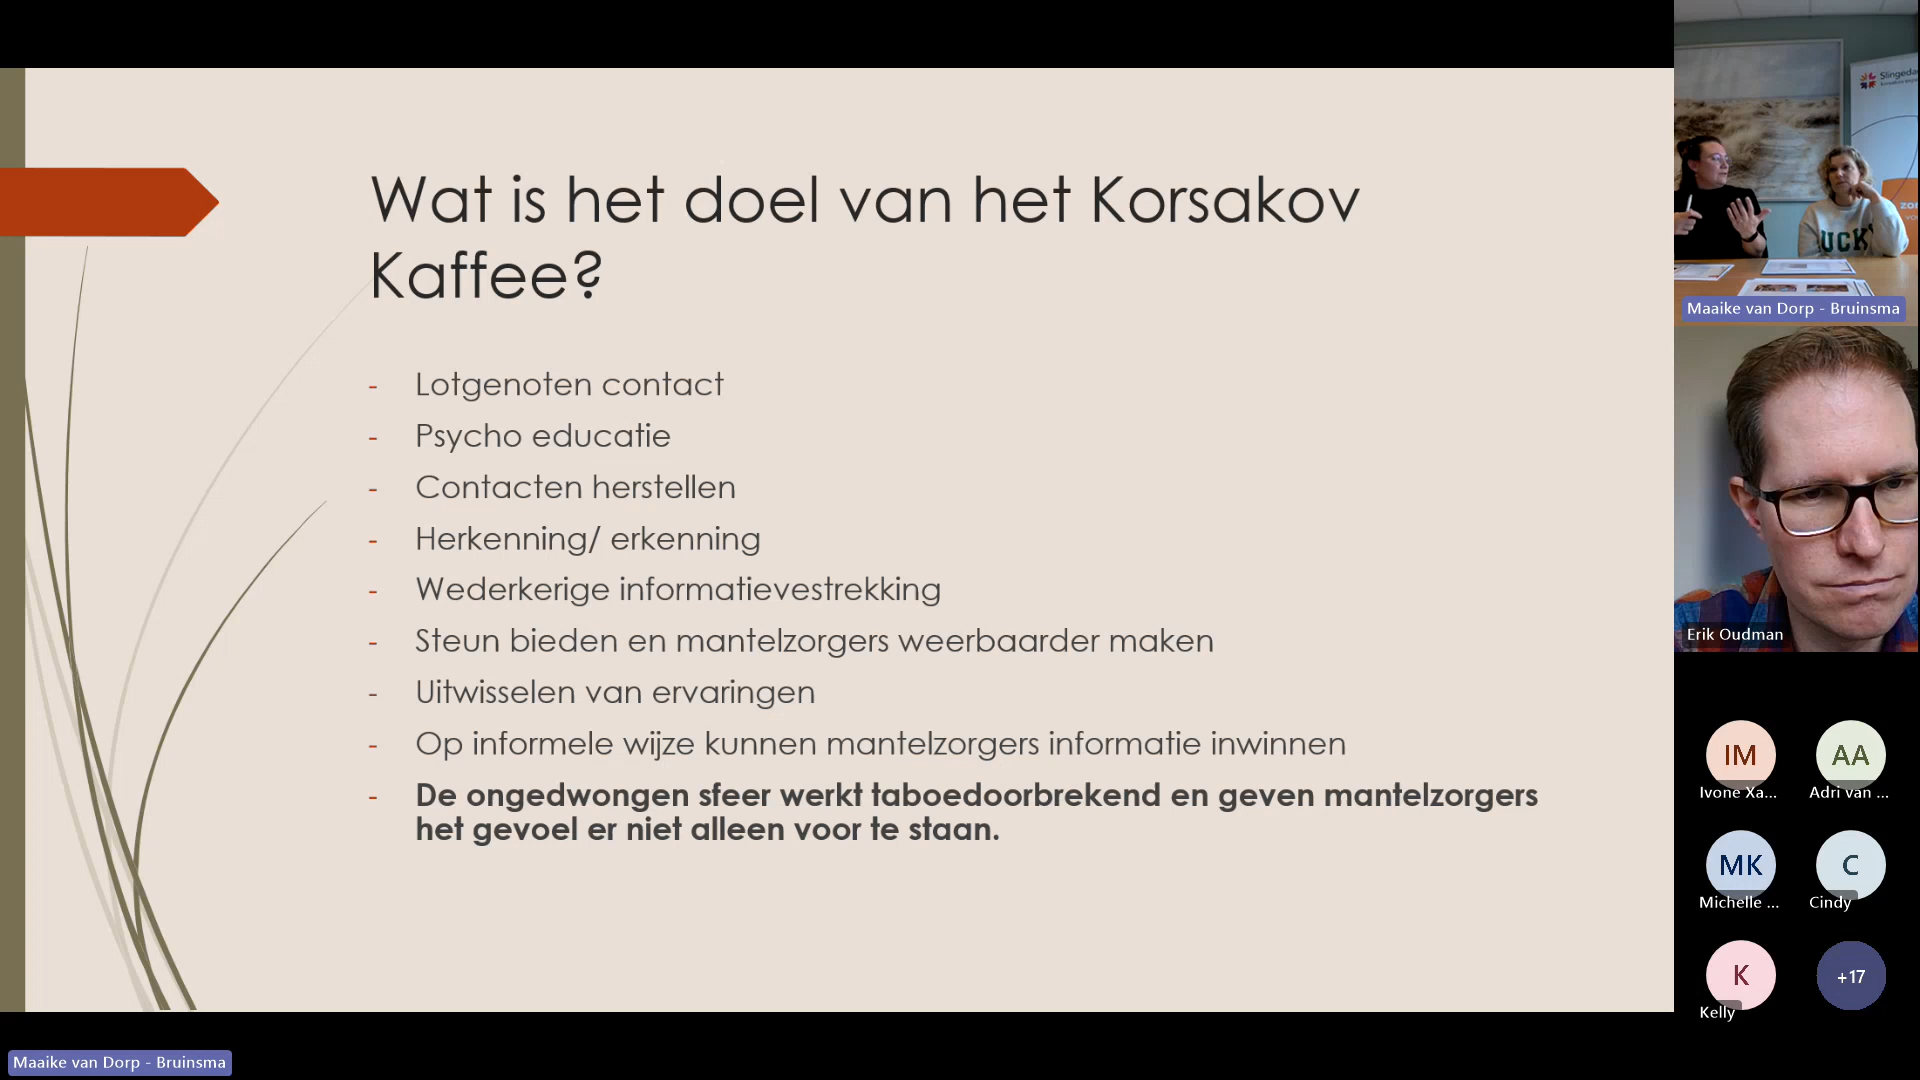 Wat is het doel van het Korsakov
Kaffee?
- Lotgenoten contact
- Psycho educatie
- Contacten herstellen
- Herkenning/ erkenning
- Wederkerige informatievestrekking
- Steun bieden en mantelzorgers weerbaarder maken
- Uitwisselen van ervaringen
- Op informele wijze kunnen mantelzorgers informatie inwinnen
- De ongedwongen sfeer werkt taboedoorbrekend en geven mantelzorgers
het gevoel er niet alleen voor te staan.
Maaike van Dorp - Bruinsma
Slingeda
UCK
zor
Maaike van Dorp - Bruinsma
Erik Oudman
IM
Ivone Xa...
AA
Adri van ...
MK
Michelle ...
C
Cindy
K
Kelly
+17